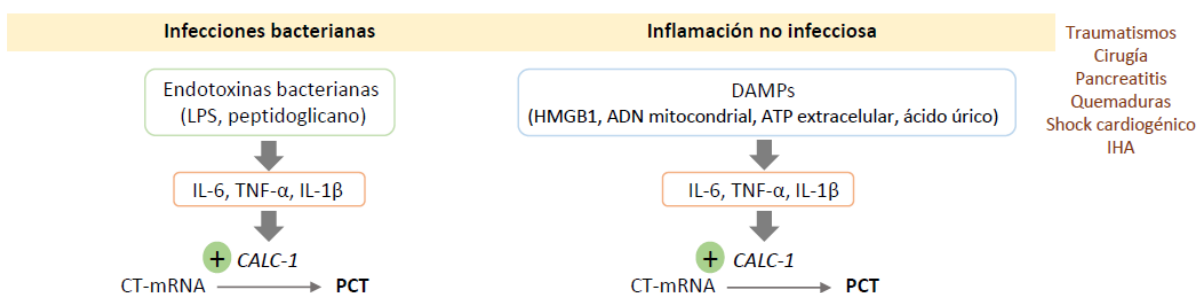 Infecciones bacterianas
Inflamación no infecciosa
Traumatismos
Cirugía
Pancreatitis
Quemaduras
Shock cardiogénico
IHA
Endotoxinas bacterianas
(LPS, peptidoglicano)
DAMPs
(HMGB1, ADN mitocondrial, ATP extracelular, ácido úrico)
IL-6, TNF-α, IL-1β
IL-6, TNF-α, IL-1β
+ CALC-1
+ CALC-1
CT-mRNA PCT
CT-mRNA PCT